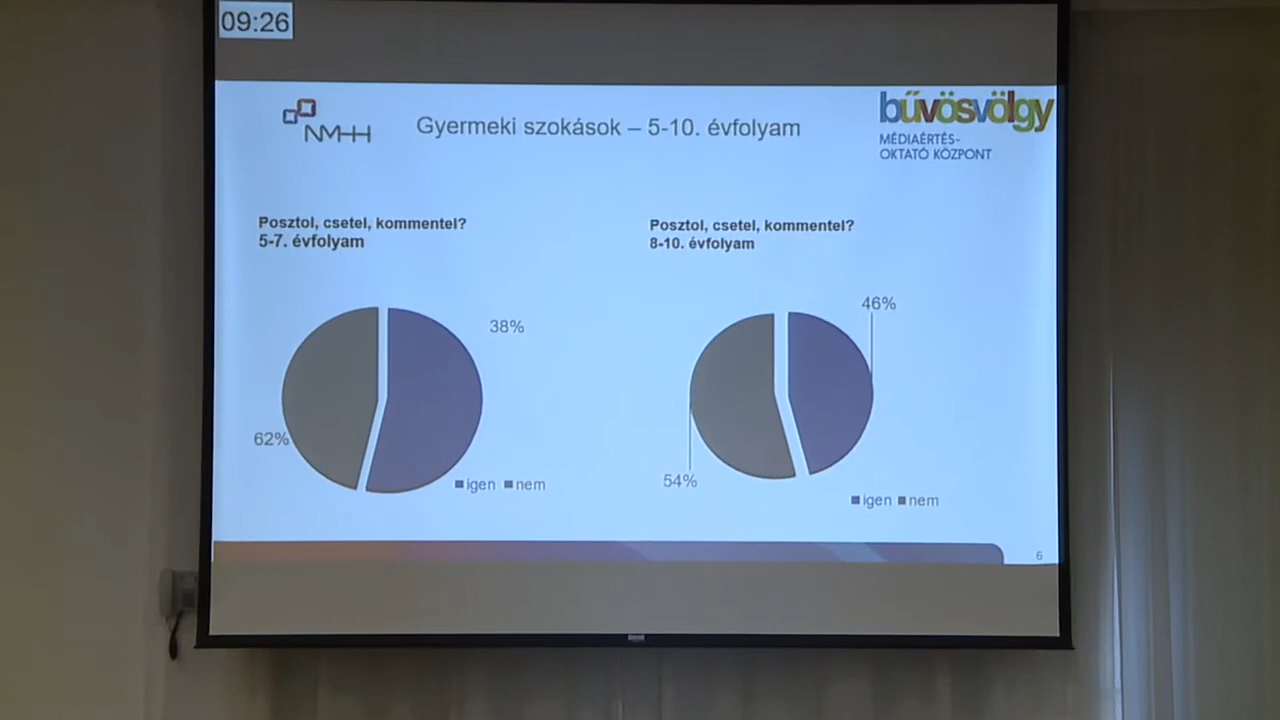 09:26
NMHH
Gyermeki szokások – 5-10. évfolyam
bűvösvölgy
MÉDIAÉRTÉS-
OKTATÓ KÖZPONT
Posztol, csetel, kommentel?
5-7. évfolyam
38%
62%
igen nem
Posztol, csetel, kommentel?
8-10. évfolyam
46%
54%
igen nem
6